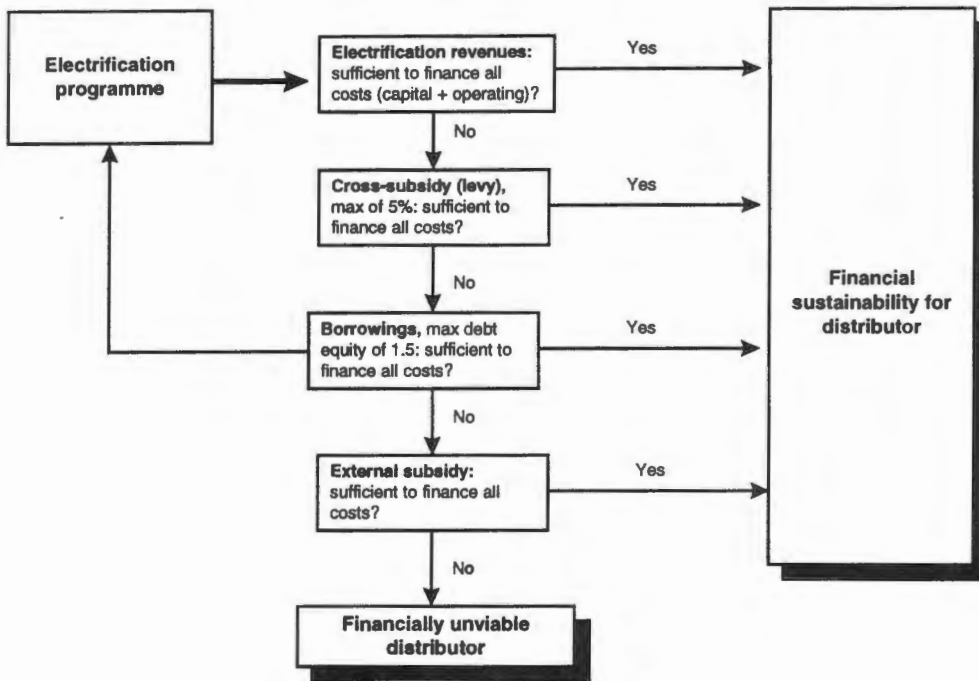 Electrification
programme
Electrification revenues:
sufficient to finance all
costs (capital + operating)?
Yes
No
Cross-subsidy (levy),
max of 5%: sufficient to
finance all costs?
Yes
No
Borrowings, max debt
equity of 1.5: sufficient to
finance all costs?
Yes
No
External subsidy:
sufficient to finance all
costs?
Yes
No
Financially unviable
distributor
Financial
sustainability for
distributor